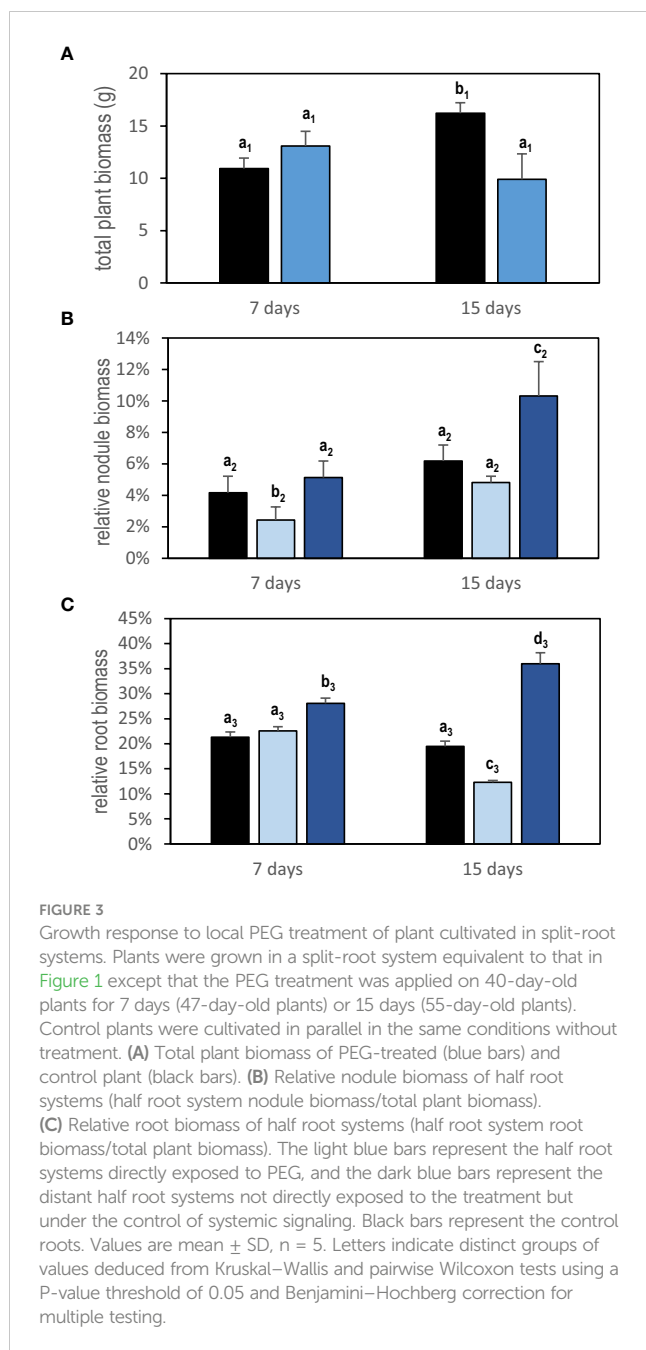 A
total plant biomass (g)
20
15
10
5
0
a1
a1
b1
a1
7 days
15 days
B
relative nodule biomass
14%
12%
10%
8%
6%
4%
2%
0%
a2
b2
a2
a2
a2
c2
7 days
15 days
C
relative root biomass
45%
40%
35%
30%
25%
20%
15%
10%
5%
0%
a3
a3
b3
a3
c3
d3
7 days
15 days
FIGURE 3
Growth response to local PEG treatment of plant cultivated in split-root
systems. Plants were grown in a split-root system equivalent to that in
Figure 1 except that the PEG treatment was applied on 40-day-old
plants for 7 days (47-day-old plants) or 15 days (55-day-old plants).
Control plants were cultivated in parallel in the same conditions without
treatment. (A) Total plant biomass of PEG-treated (blue bars) and
control plant (black bars). (B) Relative nodule biomass of half root
systems (half root system nodule biomass/total plant biomass).
(C) Relative root biomass of half root systems (half root system root
biomass/total plant biomass). The light blue bars represent the half root
systems directly exposed to PEG, and the dark blue bars represent the
distant half root systems not directly exposed to the treatment but
under the control of systemic signaling. Black bars represent the control
roots. Values are mean ± SD, n = 5. Letters indicate distinct groups of
values deduced from Kruskal–Wallis and pairwise Wilcoxon tests using a
P-value threshold of 0.05 and Benjamini–Hochberg correction for
multiple testing.